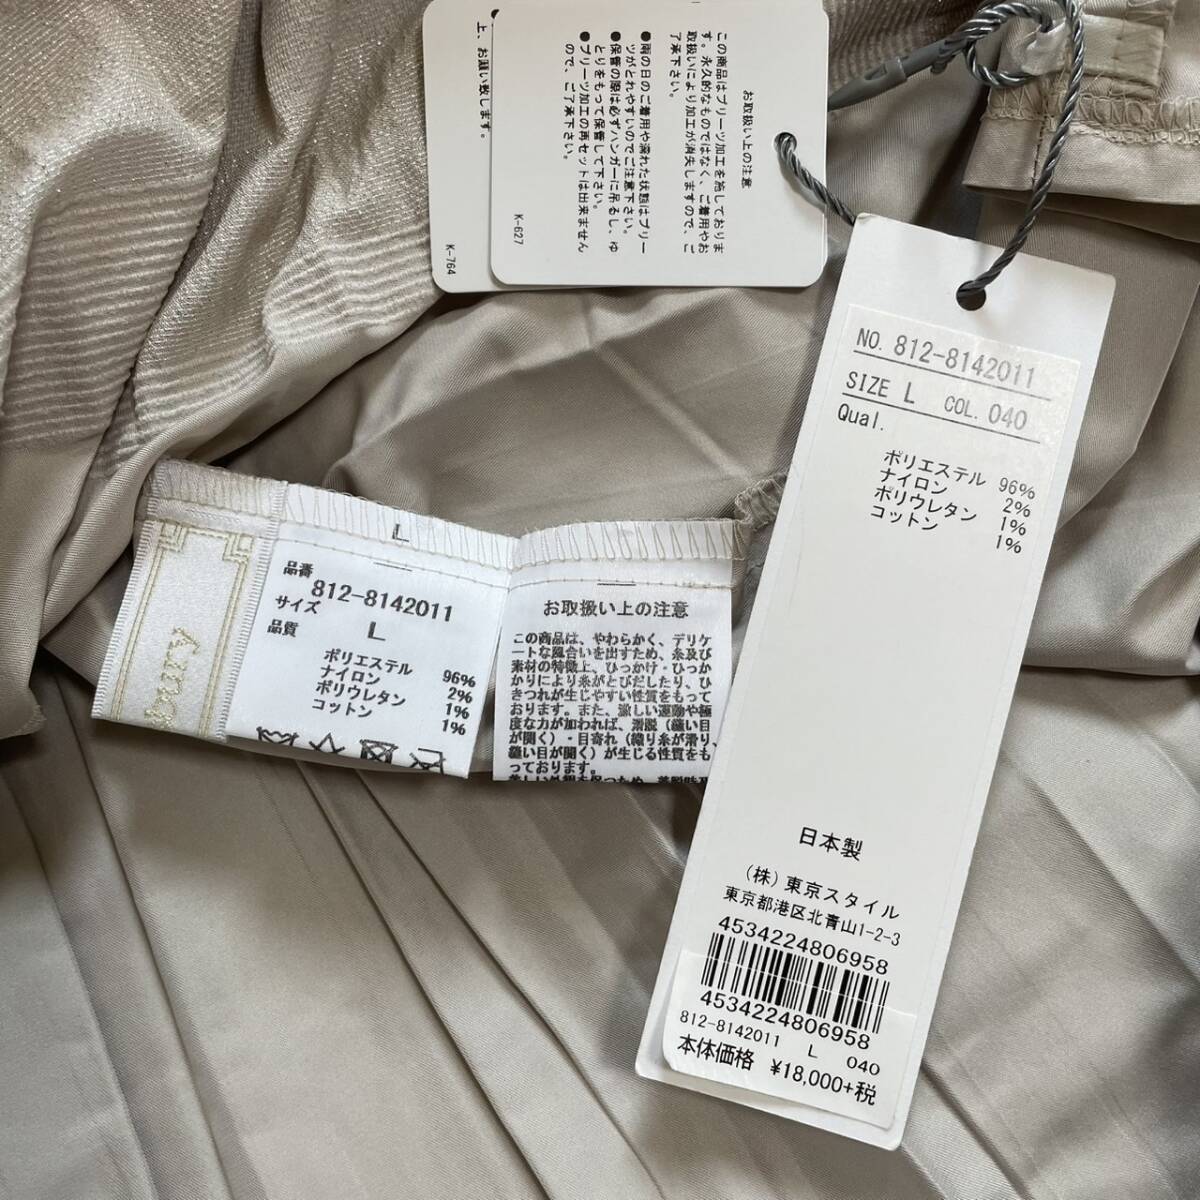 お取扱い上の注意
この商品はプリーツ加工を施しておりま
す。永久的なものではなく、ご着用やお
取扱いにより加工が消失しますので、ご
了承下さい。
●雨の日のご着用や濡れた状態はプリー
ツがとれやすいのでご注意下さい。
●保管の際は必ずハンガーに吊るし、ゆ
とりをもって保管して下さい。
●プリーツ加工の再セットは出来ません
ので、ご了承下さい。
K-627
上、お願い致します。
K-764
NO. 812-8142011
SIZE L COL. 040
Qual.
ポリエステル 96%
ナイロン 2%
ポリウレタン 1%
コットン 1%
日本製
(株)東京スタイル
東京都港区北青山1-2-3
4534224806958
4534224806958
812-8142011 L 040
本体価格 ¥18,000+税
L
品番
812-8142011
サイズ
L
品質
ポリエステル 96%
ナイロン 2%
ポリウレタン 1%
コットン 1%
お取扱い上の注意
この商品は、やわらかく、デリケ
ートな風合いを出すため、糸及び
素材の特徴上、ひっかけ・ひっか
かりにより糸がとびだしたり、ひ
きつれが生じやすい性質をもって
おります。また、激しい運動や極
度な力が加われば、滑脱（縫い目
が開く）・目寄れ（織り糸が滑り、
縫い目が開く）が生じる性質をも
っております。